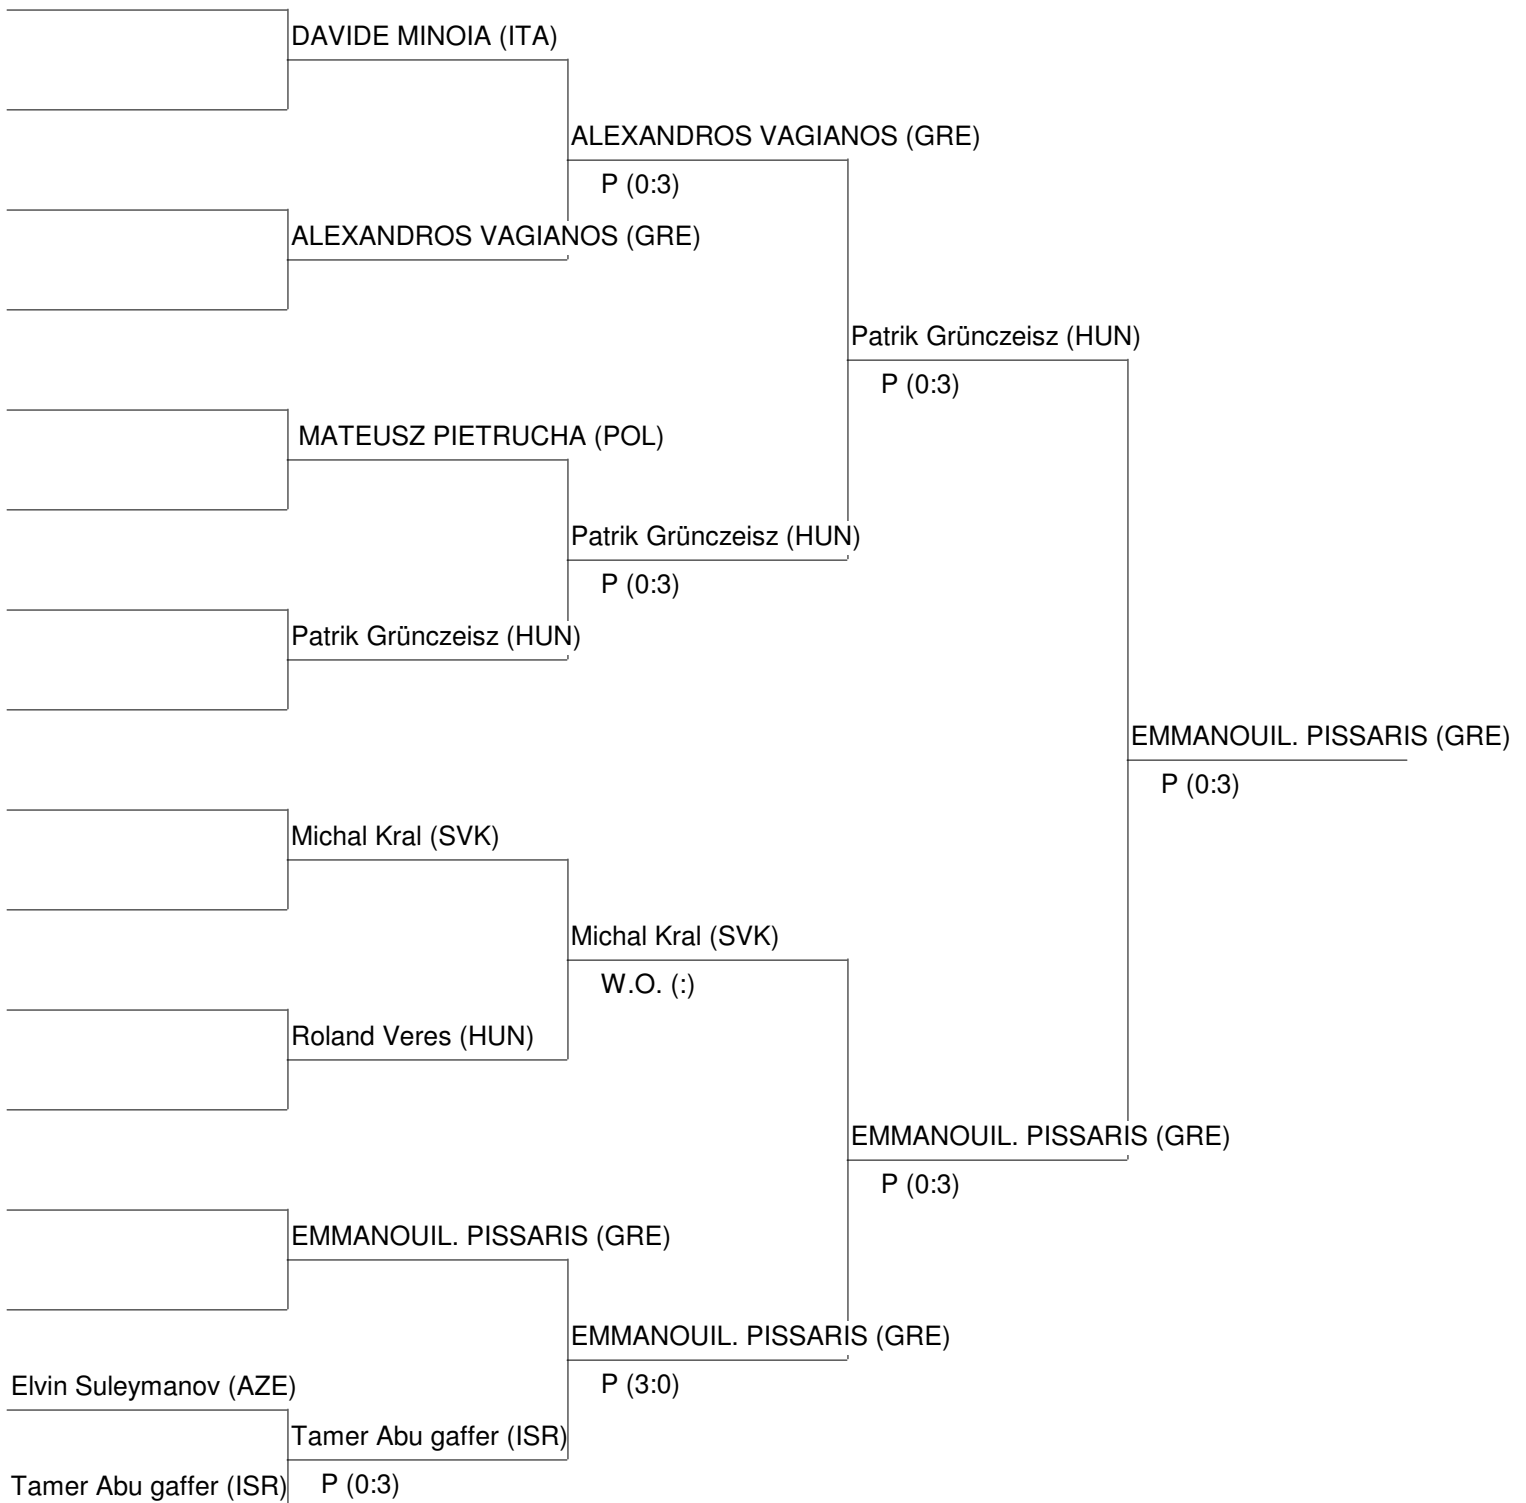 DAVIDE MINOIA (ITA)
ALEXANDROS VAGIANOS (GRE)
P (0:3)
ALEXANDROS VAGIANOS (GRE)
Patrik Grünczeisz (HUN)
P (0:3)
MATEUSZ PIETRUCHA (POL)
Patrik Grünczeisz (HUN)
P (0:3)
Patrik Grünczeisz (HUN)
EMMANOUIL. PISSARIS (GRE)
P (0:3)
Michal Kral (SVK)
Michal Kral (SVK)
W.O. (:)
Roland Veres (HUN)
EMMANOUIL. PISSARIS (GRE)
P (0:3)
EMMANOUIL. PISSARIS (GRE)
EMMANOUIL. PISSARIS (GRE)
P (3:0)
Elvin Suleymanov (AZE)
Tamer Abu gaffer (ISR)
P (0:3)
Tamer Abu gaffer (ISR)